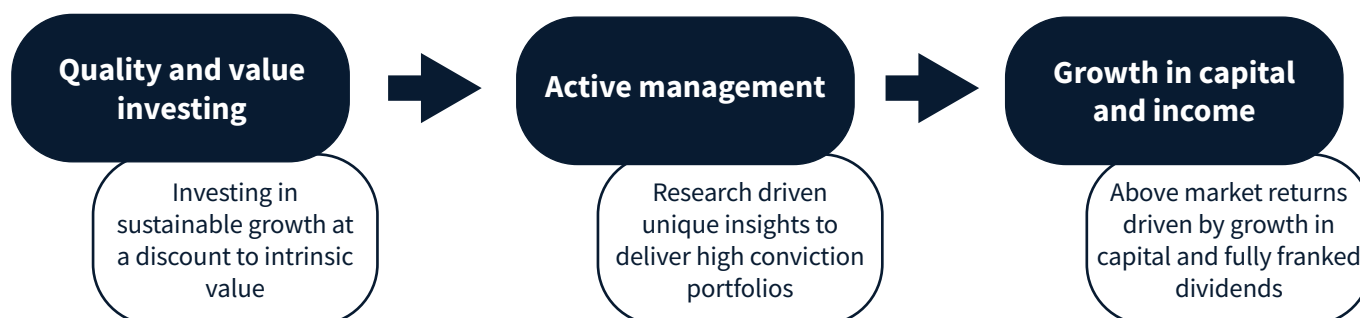 Quality and value
investing
Investing in
sustainable growth at
a discount to intrinsic
value
Active management
Research driven
unique insights to
deliver high conviction
portfolios
Growth in capital
and income
Above market returns
driven by growth in
capital and fully franked
dividends